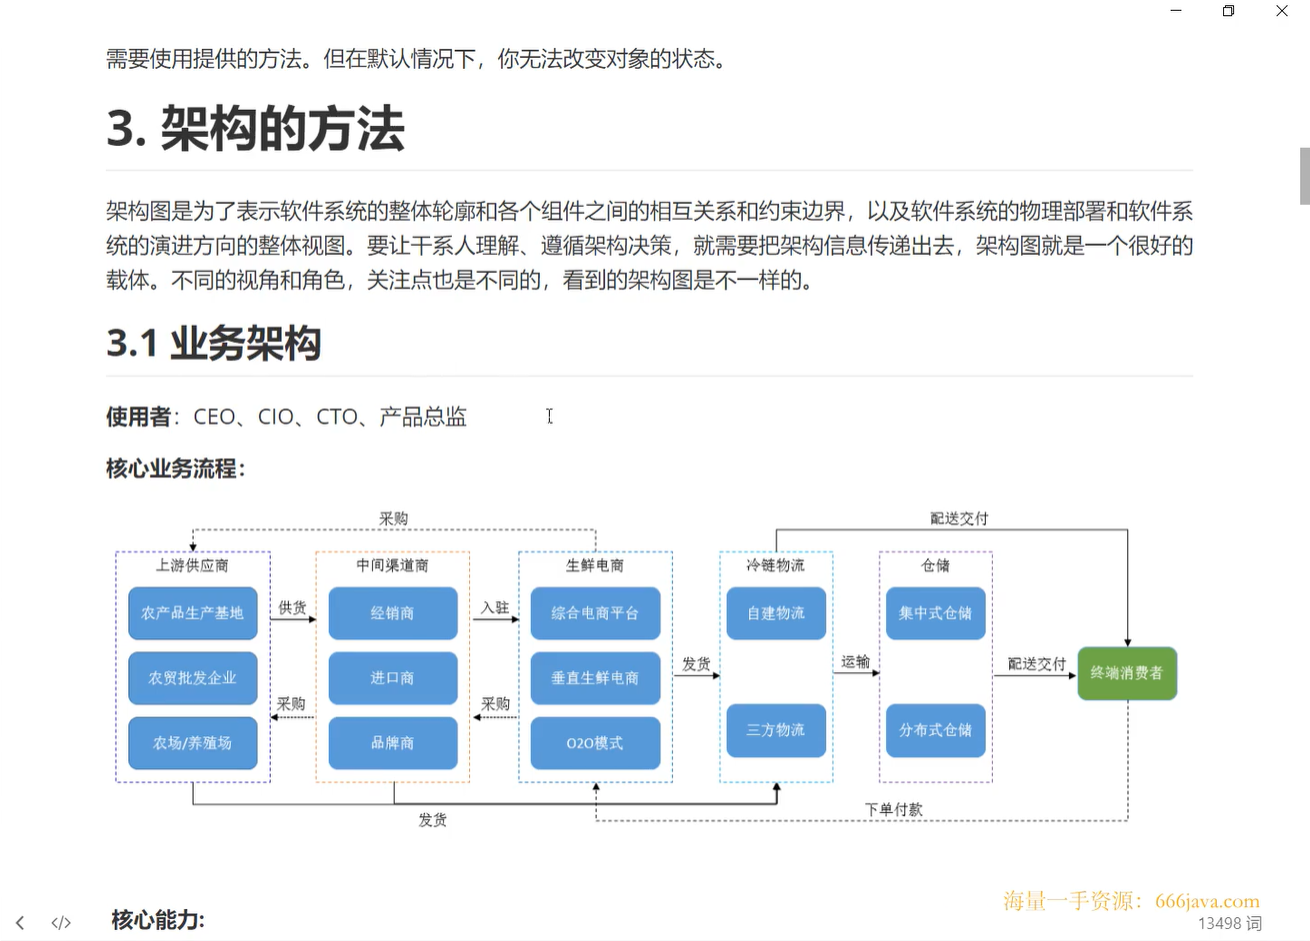 需要使用提供的方法。但在默认情况下，你无法改变对象的状态。
3. 架构的方法
架构图是为了表示软件系统的整体轮廓和各个组件之间的相互关系和约束边界，以及软件系统的物理部署和软件系
统的演进方向的整体视图。要让干系人理解、遵循架构决策，就需要把架构信息传递出去，架构图就是一个很好的
载体。不同的视角和角色，关注点也是不同的，看到的架构图是不一样的。
3.1 业务架构
使用者：CEO、CIO、CTO、产品总监
核心业务流程：
采购
配送交付
上游供应商
中间渠道商
生鲜电商
冷链物流
仓储
农产品生产基地
供货
经销商
入驻
综合电商平台
自建物流
集中式仓储
农贸批发企业
进口商
垂直生鲜电商
发货
运输
配送交付
终端消费者
采购
采购
农场/养殖场
品牌商
O2O模式
三方物流
分布式仓储
发货
下单付款
核心能力:
海量一手资源：666java.com
</>
13498 词